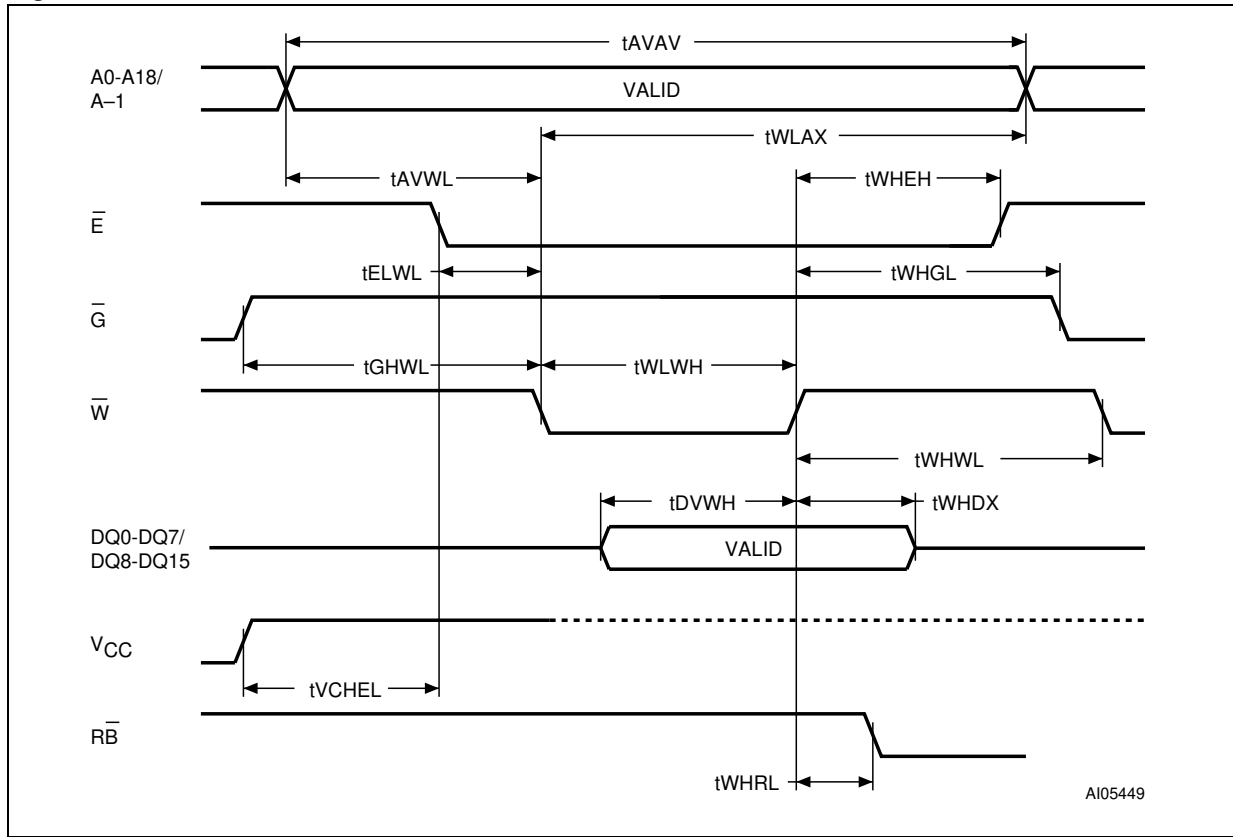 tAVAV
A0-A18/
A–1
VALID
tWLAX
tAVWL
tWHEH
E̅
tELWL
tWHGL
G̅
tGHWL
tWLWH
W̅
tWHWL
tDVWH
tWHDX
DQ0-DQ7/
DQ8-DQ15
VALID
VCC
tVCHEL
RB̅
tWHRL
AI05449